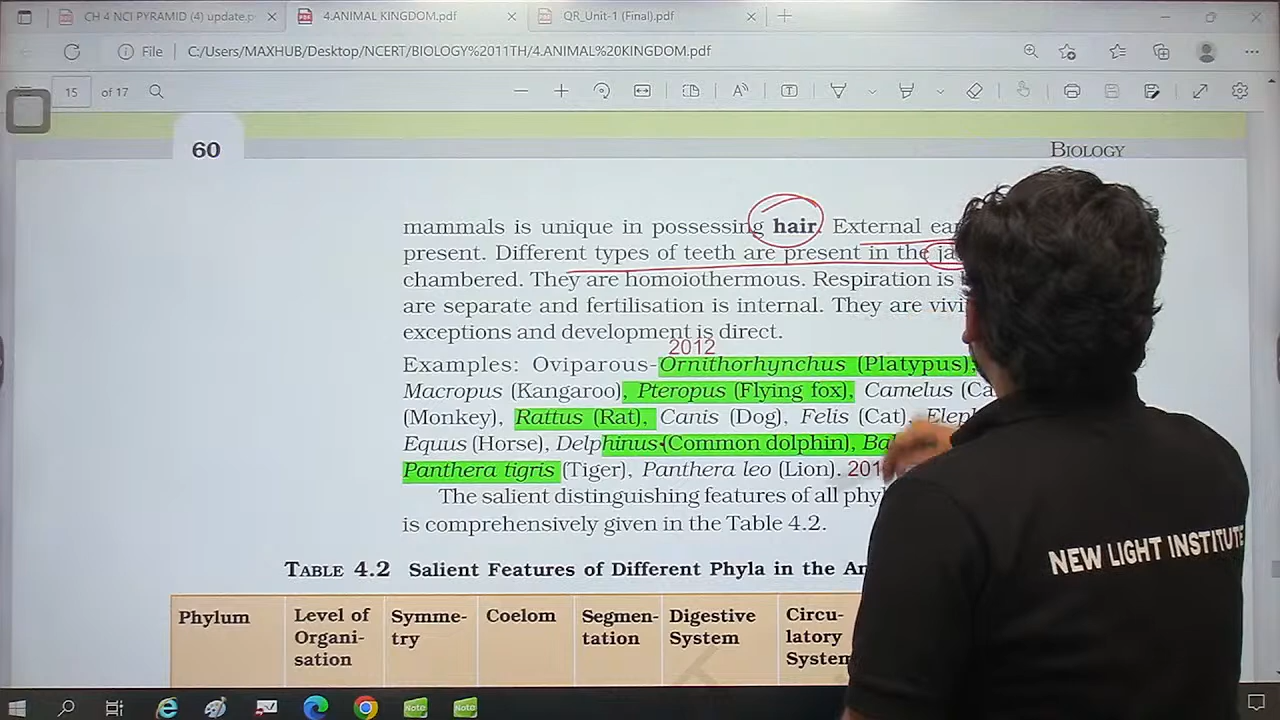 CH 4 NCI PYRAMID (4) update.p
4.ANIMAL KINGDOM.pdf
QR_Unit-1 (Final).pdf
File C:/Users/MAXHUB/Desktop/NCERT/BIOLOGY%2011TH/4.ANIMAL%20KINGDOM.pdf
15 of 17
60
BIOLOGY
mammals is unique in possessing hair. External ea
present. Different types of teeth are present in the ja
chambered. They are homoiothermous. Respiration is
are separate and fertilisation is internal. They are vivi
exceptions and development is direct.
2012
Examples: Oviparous-Ornithorhynchus (Platypus);
Macropus (Kangaroo), Pteropus (Flying fox), Camelus (Ca
(Monkey), Rattus (Rat), Canis (Dog), Felis (Cat), Elep
Equus (Horse), Delphinus (Common dolphin), Bal
Panthera tigris (Tiger), Panthera leo (Lion). 201
The salient distinguishing features of all phyl
is comprehensively given in the Table 4.2.
TABLE 4.2 Salient Features of Different Phyla in the An
Phylum
Level of
Organi-
sation
Symme-
try
Coelom
Segmen-
tation
Digestive
System
Circu-
latory
System
NEW LIGHT INSTITUTE
Note
Note